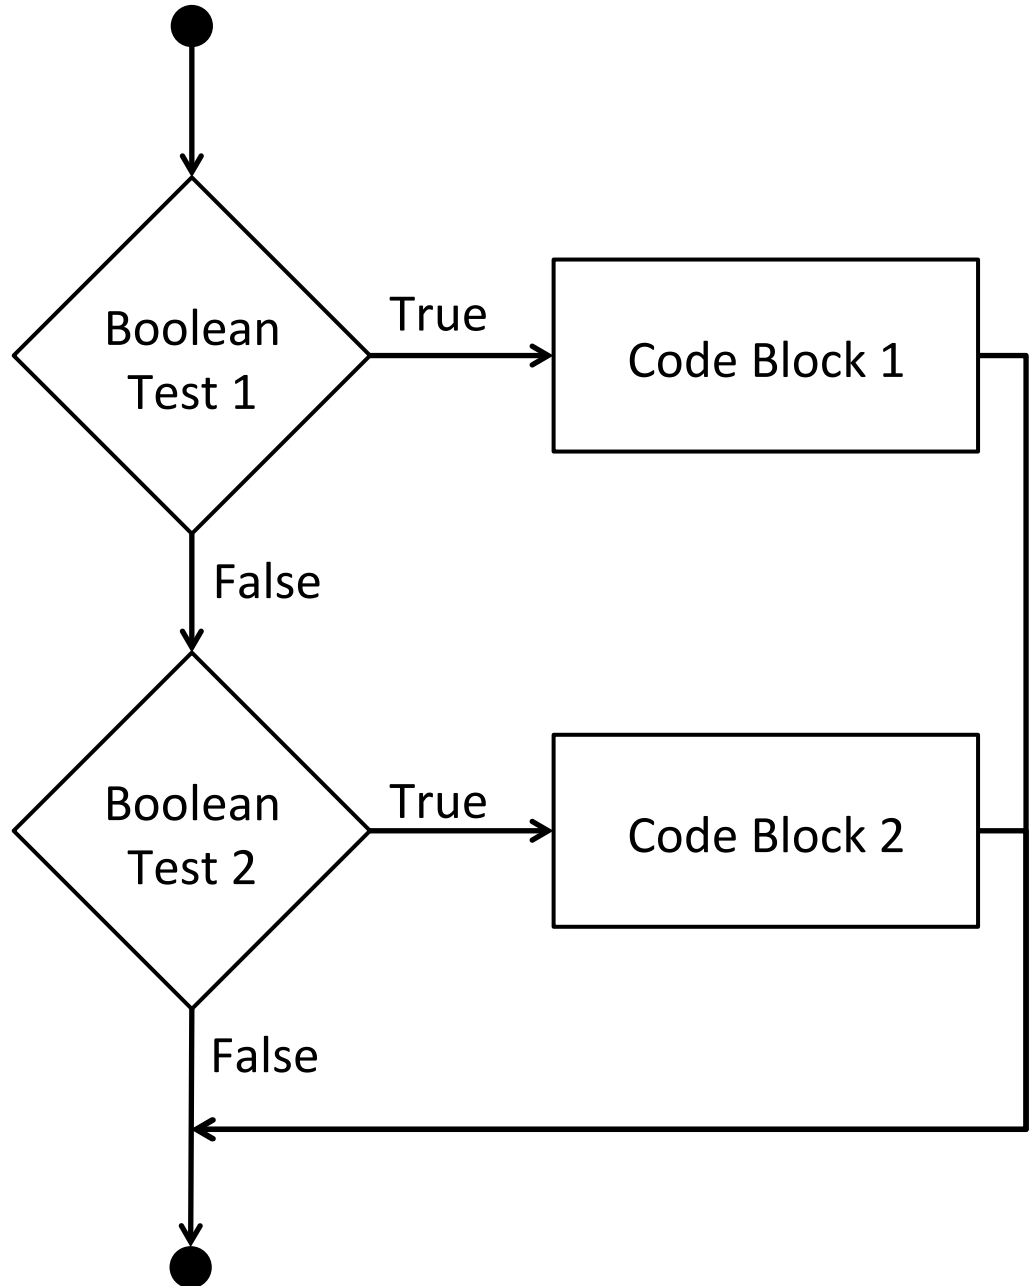 Boolean
Test 1
True
Code Block 1
False
Boolean
Test 2
True
Code Block 2
False